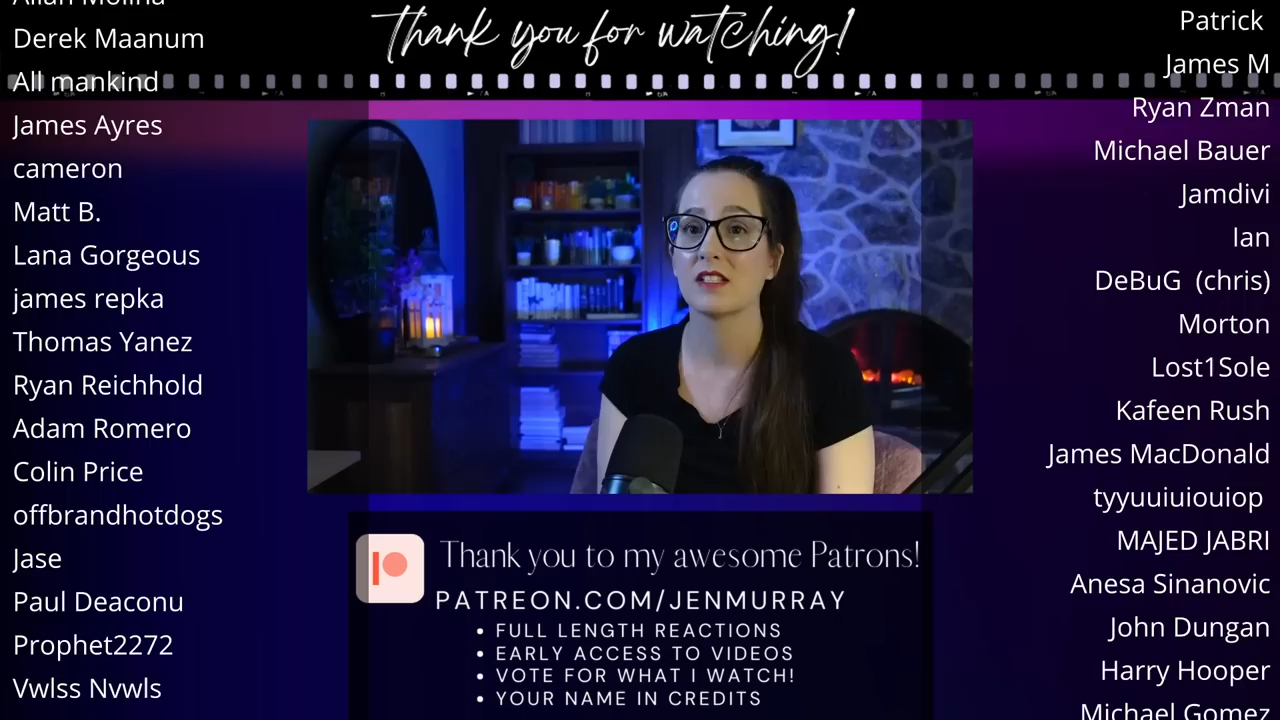 Thank you for watching!
Allan Molina
Derek Maanum
All mankind
James Ayres
cameron
Matt B.
Lana Gorgeous
james repka
Thomas Yanez
Ryan Reichhold
Adam Romero
Colin Price
offbrandhotdogs
Jase
Paul Deaconu
Prophet2272
Vwlss Nvwls
Patrick
James M
Ryan Zman
Michael Bauer
Jamdivi
Ian
DeBuG (chris)
Morton
Lost1Sole
Kafeen Rush
James MacDonald
tyyuuiuiouiop
MAJED JABRI
Anesa Sinanovic
John Dungan
Harry Hooper
Michael Gomez
Thank you to my awesome Patrons!
PATREON.COM/JENMURRAY
• FULL LENGTH REACTIONS
• EARLY ACCESS TO VIDEOS
• VOTE FOR WHAT I WATCH!
• YOUR NAME IN CREDITS